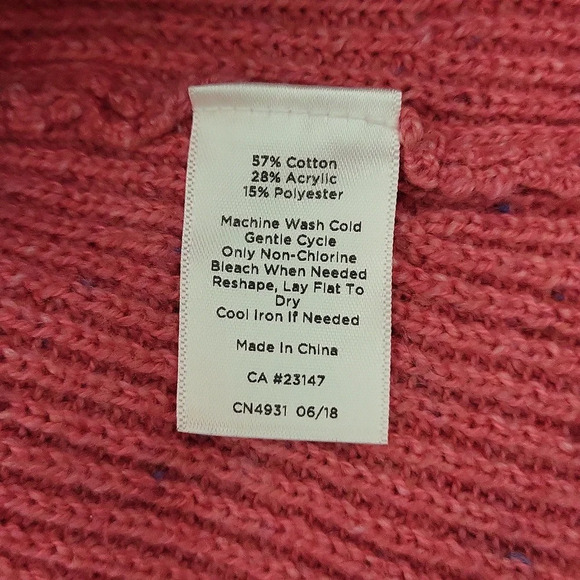 57% Cotton
28% Acrylic
15% Polyester
Machine Wash Cold
Gentle Cycle
Only Non-Chlorine
Bleach When Needed
Reshape, Lay Flat To
Dry
Cool Iron If Needed
Made In China
CA #23147
CN4931 06/18